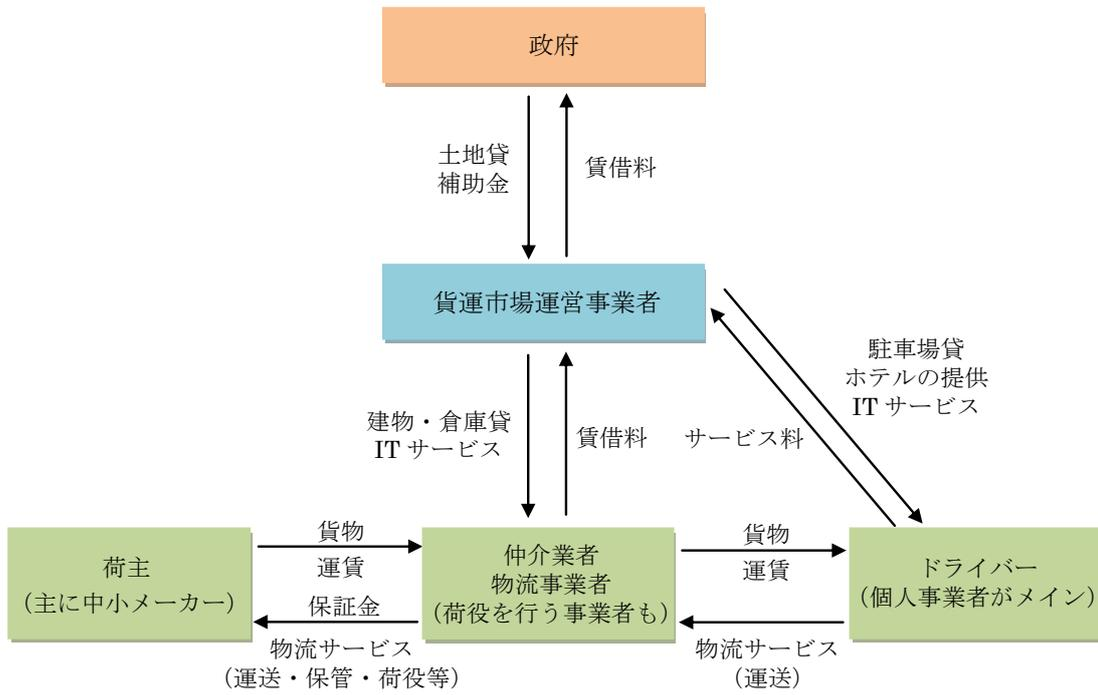 政府
土地貸
補助金
賃借料
貨運市場運営事業者
駐車場貸
ホテルの提供
IT サービス
建物・倉庫貸
IT サービス
賃借料
サービス料
荷主
（主に中小メーカー）
貨物
運賃
保証金
物流サービス
（運送・保管・荷役等）
仲介業者
物流事業者
（荷役を行う事業者も）
貨物
運賃
物流サービス
（運送）
ドライバー
（個人事業者がメイン）